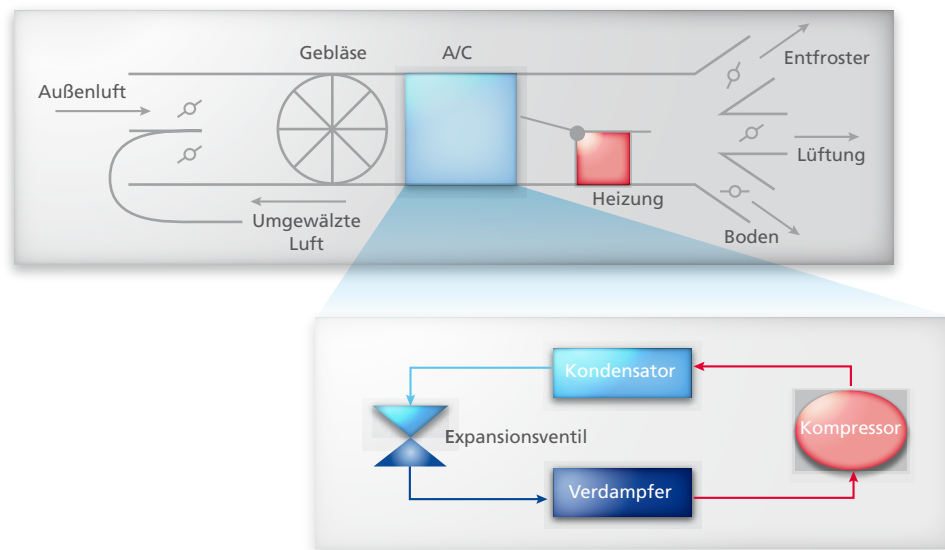 Gebläse
A/C
Entfroster
Außenluft
Lüftung
Heizung
Umgewälzte
Luft
Boden
Kondensator
Kompressor
Expansionsventil
Verdampfer